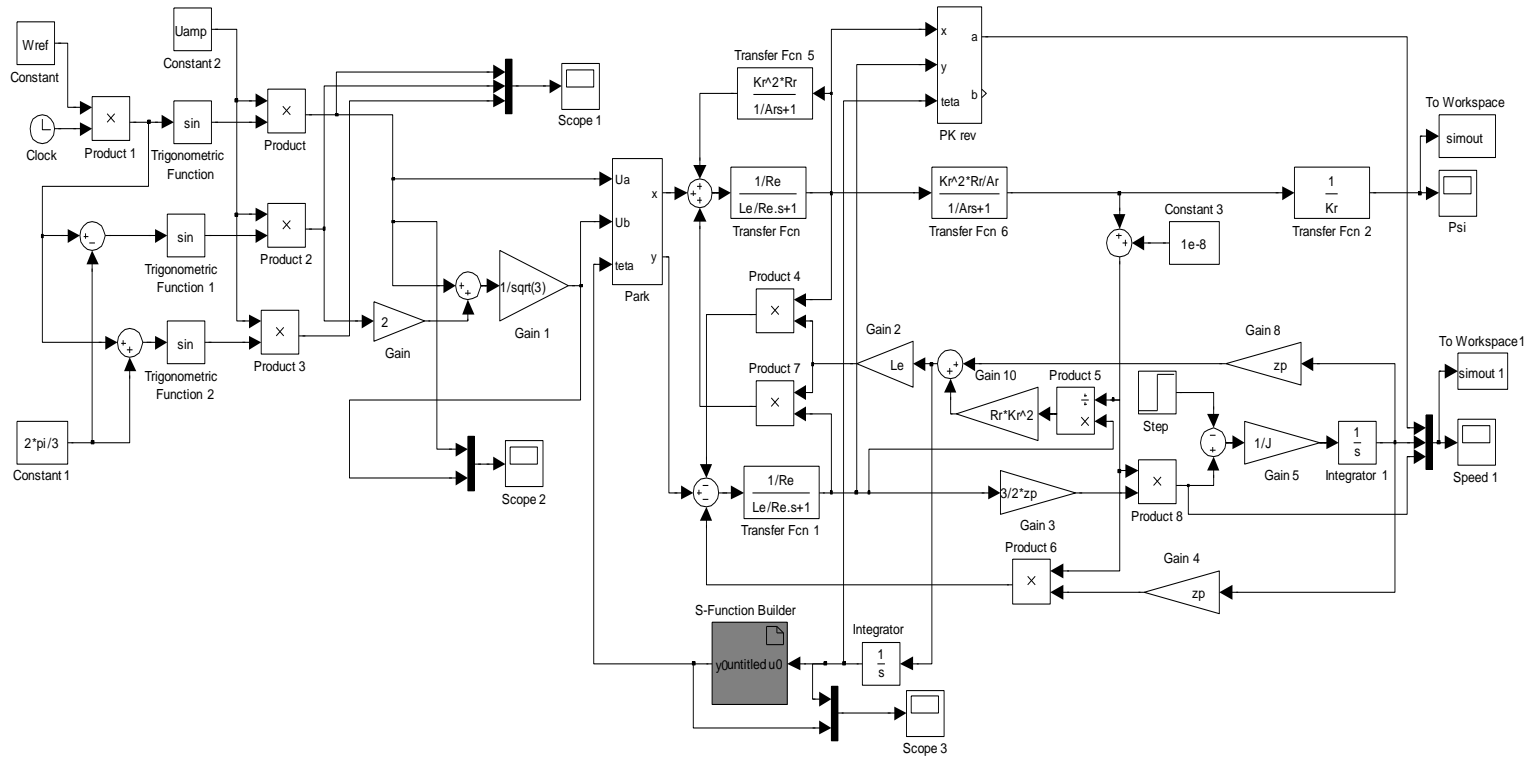 Wref
Constant
Clock
×
Product 1
sin
Trigonometric
Function
Uamp
Constant 2
×
Product
Scope 1
sin
Trigonometric
Function 1
×
Product 2
sin
Trigonometric
Function 2
×
Product 3
+
−
+
+
2*pi/3
Constant 1
2
Gain
+
+
1/sqrt(3)
Gain 1
Scope 2
Ua
Ub
teta
x
y
Park
Transfer Fcn 5
Kr^2*Rr
1/Ars+1
x
y
teta
a
b
PK rev
+
+
+
1/Re
Le/Re.s+1
Transfer Fcn
Kr^2*Rr/Ar
1/Ars+1
Transfer Fcn 6
1
Kr
Transfer Fcn 2
To Workspace
simout
Psi
Constant 3
1e-8
+
+
Product 4
×
Product 7
×
Gain 2
Le
+
+
Gain 10
Rr*Kr^2
Product 5
÷
×
Gain 8
zp
Step
−
+
1/J
Gain 5
1
s
Integrator 1
To Workspace1
simout 1
Speed 1
+
−
−
1/Re
Le/Re.s+1
Transfer Fcn 1
3/2*zp
Gain 3
×
Product 8
Product 6
×
Gain 4
zp
S-Function Builder
y0untitled u0
Integrator
1
s
Scope 3